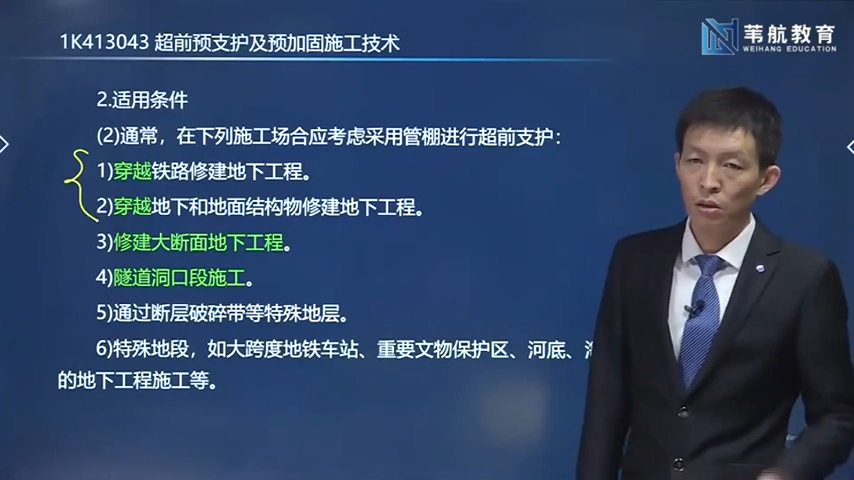 1K413043 超前预支护及预加固施工技术
苇航教育
WEIHANG EDUCATION
2.适用条件
(2)通常，在下列施工场合应考虑采用管棚进行超前支护：
1)穿越铁路修建地下工程。
2)穿越地下和地面结构物修建地下工程。
3)修建大断面地下工程。
4)隧道洞口段施工。
5)通过断层破碎带等特殊地层。
6)特殊地段，如大跨度地铁车站、重要文物保护区、河底、
的地下工程施工等。